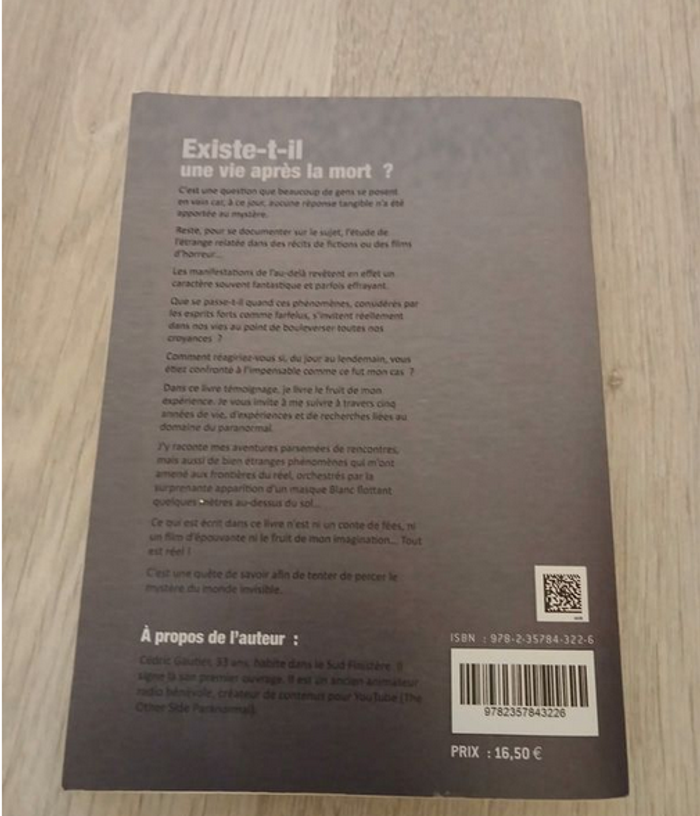 Existe-t-il
une vie après la mort ?
C'est une question que beaucoup de gens se posent
en vain car, à ce jour, aucune réponse tangible n'a été
apportée au mystère.
Reste, pour se documenter sur le sujet, l'étude de
l'étrange relatée dans des récits de fictions ou des films
d'horreur...
Les manifestations de l'au-delà revêtent en effet un
caractère souvent fantastique et parfois effrayant.
Que se passe-t-il quand ces phénomènes, considérés par
les esprits forts comme farfelus, s'invitent réellement
dans nos vies au point de bouleverser toutes nos
croyances ?
Comment réagiriez-vous si, du jour au lendemain, vous
étiez confronté à l'impensable comme ce fut mon cas ?
Dans ce livre témoignage, je livre le fruit de mon
expérience. Je vous invite à me suivre à travers cinq
années de vie, d'expériences et de recherches liées au
domaine du paranormal.
J'y raconte mes aventures parsemées de rencontres,
mais aussi de bien étranges phénomènes qui m'ont
amené aux frontières du réel, orchestrés par la
surprenante apparition d'un masque Blanc flottant
quelques mètres au-dessus du sol...
Ce qui est écrit dans ce livre n'est ni un conte de fées, ni
un film d'épouvante ni le fruit de mon imagination... Tout
est réel !
C'est une quête de savoir afin de tenter de percer le
mystère du monde invisible.
À propos de l'auteur :
Cédric Gautier, 33 ans, habite dans le Sud Finistère. Il
signe là son premier ouvrage. Il est un ancien animateur
radio bénévole, créateur de contenus pour YouTube (The
Other Side Paranormal).
ISBN : 978-2-35784-322-6
9782357843226
PRIX : 16,50 €